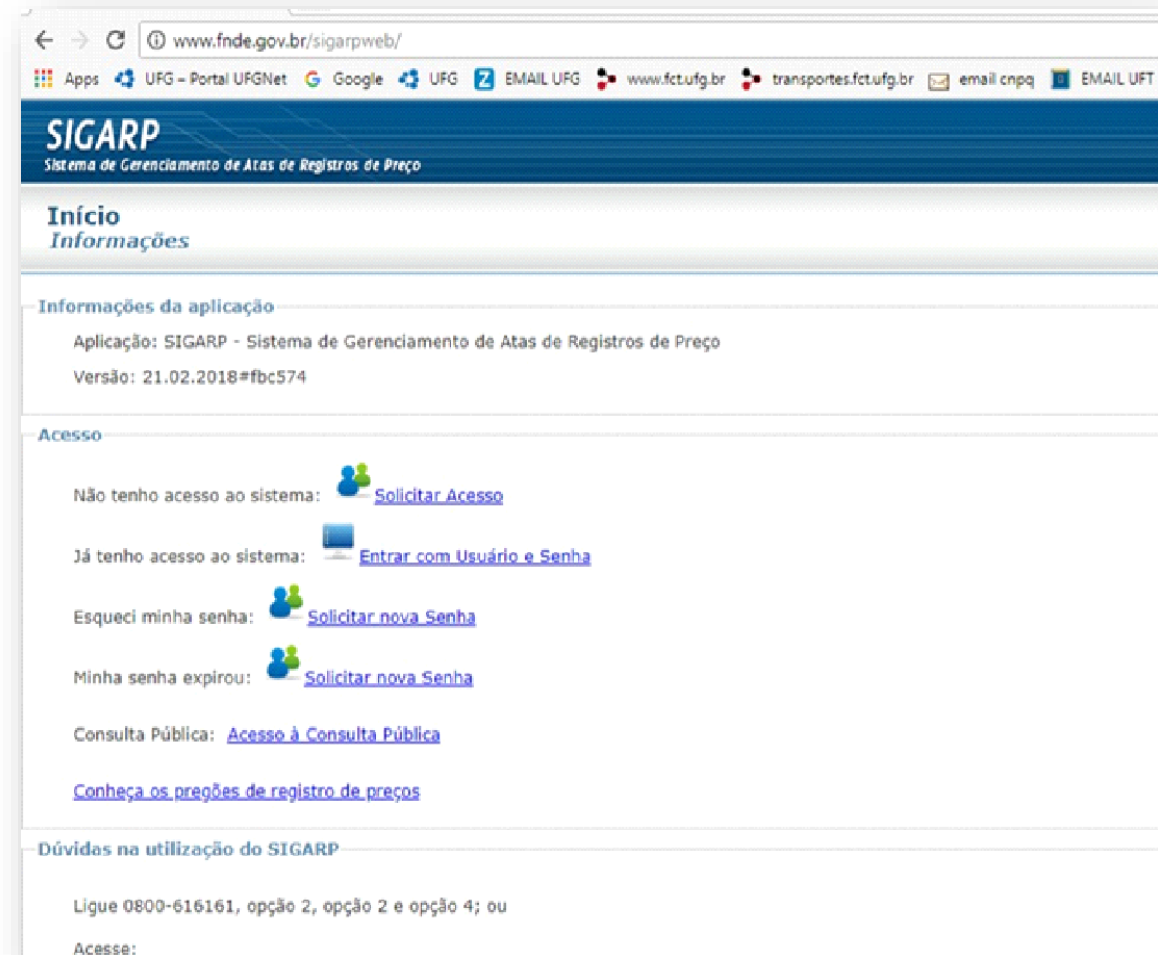 www.fnde.gov.br/sigarpweb/
Apps UFG – Portal UFGNet G Google UFG Z EMAIL UFG www.fct.ufg.br transportes.fct.ufg.br email cnpq EMAIL UFT
SIGARP
Sistema de Gerenciamento de Atas de Registros de Preço
Início
Informações
Informações da aplicação
Aplicação: SIGARP - Sistema de Gerenciamento de Atas de Registros de Preço
Versão: 21.02.2018#fbc574
Acesso
Não tenho acesso ao sistema: Solicitar Acesso
Já tenho acesso ao sistema: Entrar com Usuário e Senha
Esqueci minha senha: Solicitar nova Senha
Minha senha expirou: Solicitar nova Senha
Consulta Pública: Acesso à Consulta Pública
Conheça os pregões de registro de preços
Dúvidas na utilização do SIGARP
Ligue 0800-616161, opção 2, opção 2 e opção 4; ou
Acesse: